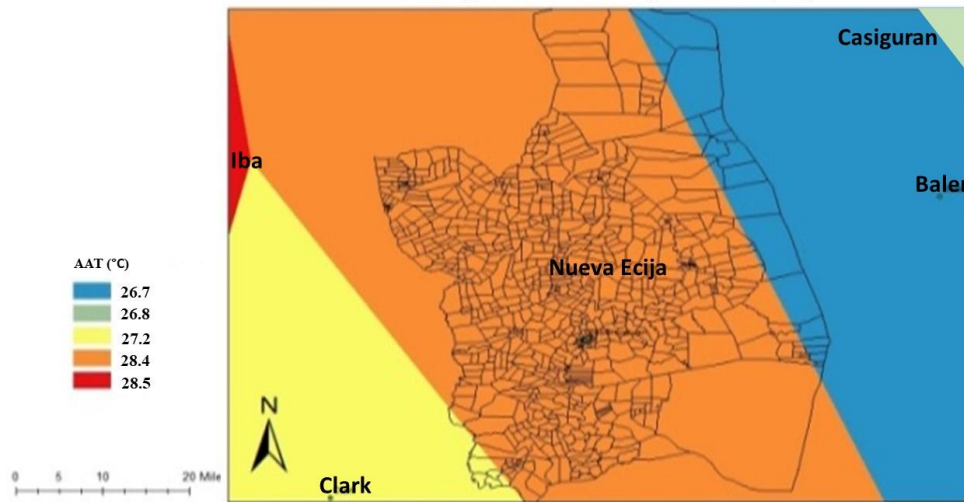 Casiguran
Iba
Baler
Nueva Ecija
AAT (°C)
26.7
26.8
27.2
28.4
28.5
N
0 5 10 20 Mile
Clark